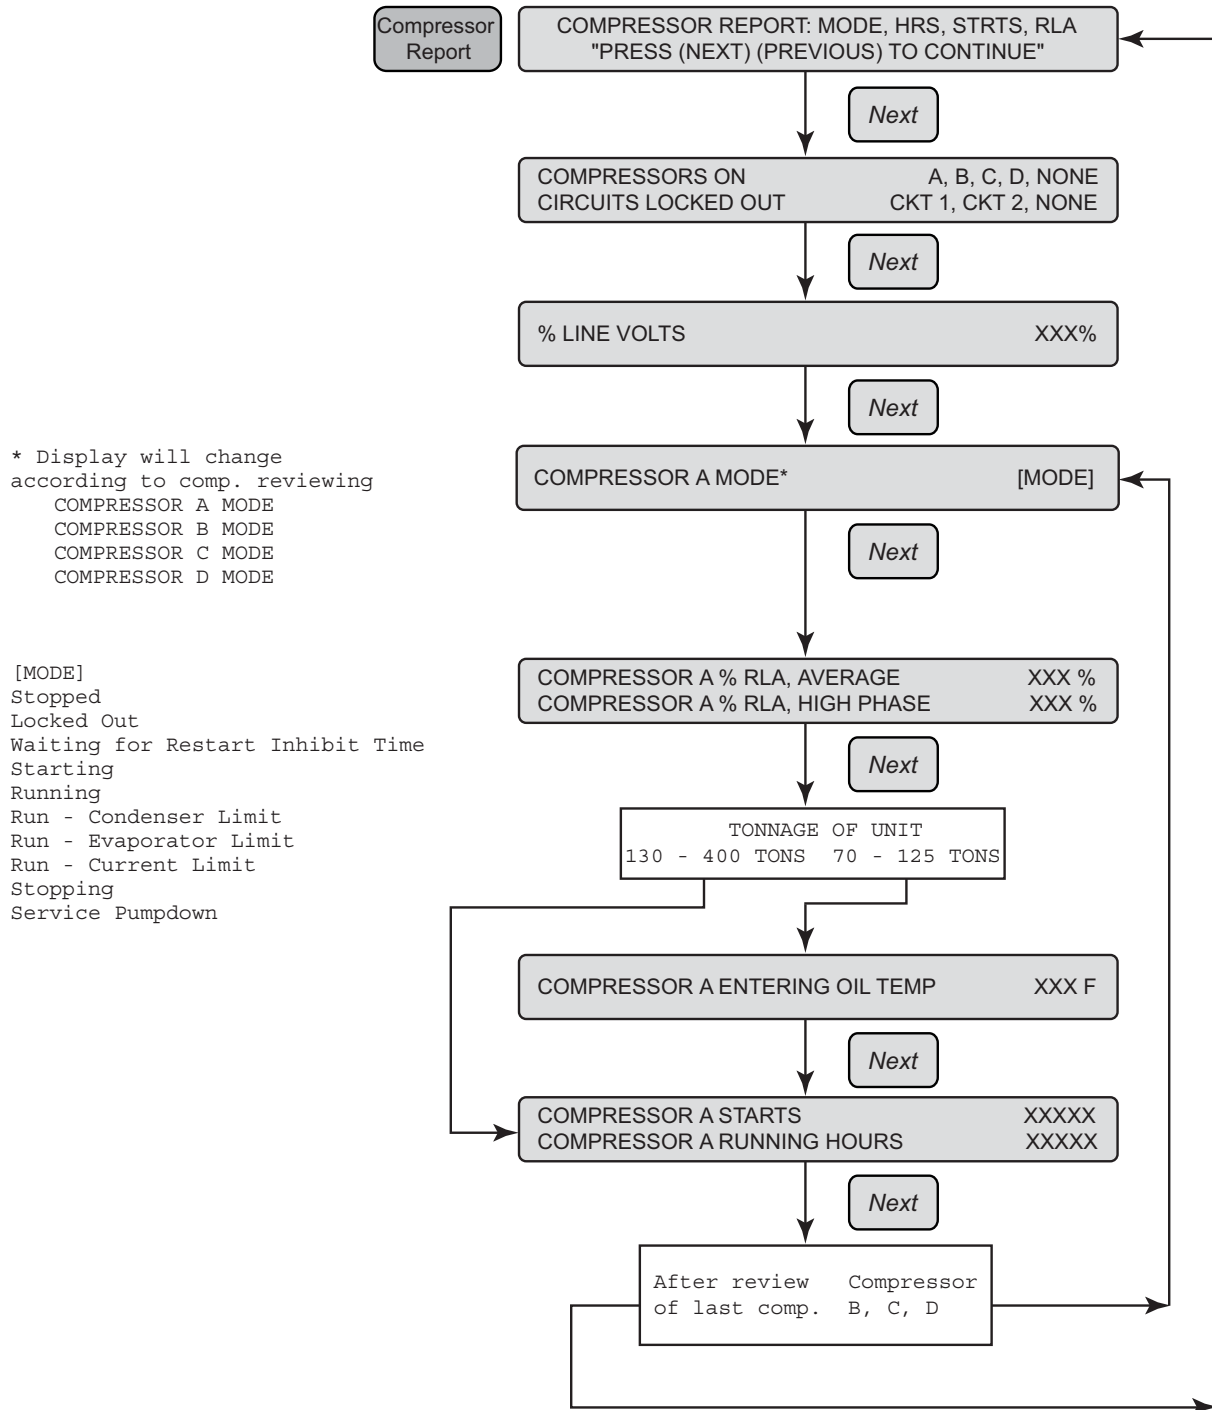 Compressor
Report
COMPRESSOR REPORT: MODE, HRS, STRTS, RLA
"PRESS (NEXT) (PREVIOUS) TO CONTINUE"
Next
COMPRESSORS ON A, B, C, D, NONE
CIRCUITS LOCKED OUT CKT 1, CKT 2, NONE
Next
% LINE VOLTS XXX%
Next
* Display will change
according to comp. reviewing
COMPRESSOR A MODE
COMPRESSOR B MODE
COMPRESSOR C MODE
COMPRESSOR D MODE
COMPRESSOR A MODE* [MODE]
Next
[MODE]
Stopped
Locked Out
Waiting for Restart Inhibit Time
Starting
Running
Run - Condenser Limit
Run - Evaporator Limit
Run - Current Limit
Stopping
Service Pumpdown
COMPRESSOR A % RLA, AVERAGE XXX %
COMPRESSOR A % RLA, HIGH PHASE XXX %
Next
TONNAGE OF UNIT
130 - 400 TONS 70 - 125 TONS
COMPRESSOR A ENTERING OIL TEMP XXX F
Next
COMPRESSOR A STARTS XXXXX
COMPRESSOR A RUNNING HOURS XXXXX
Next
After review Compressor
of last comp. B, C, D